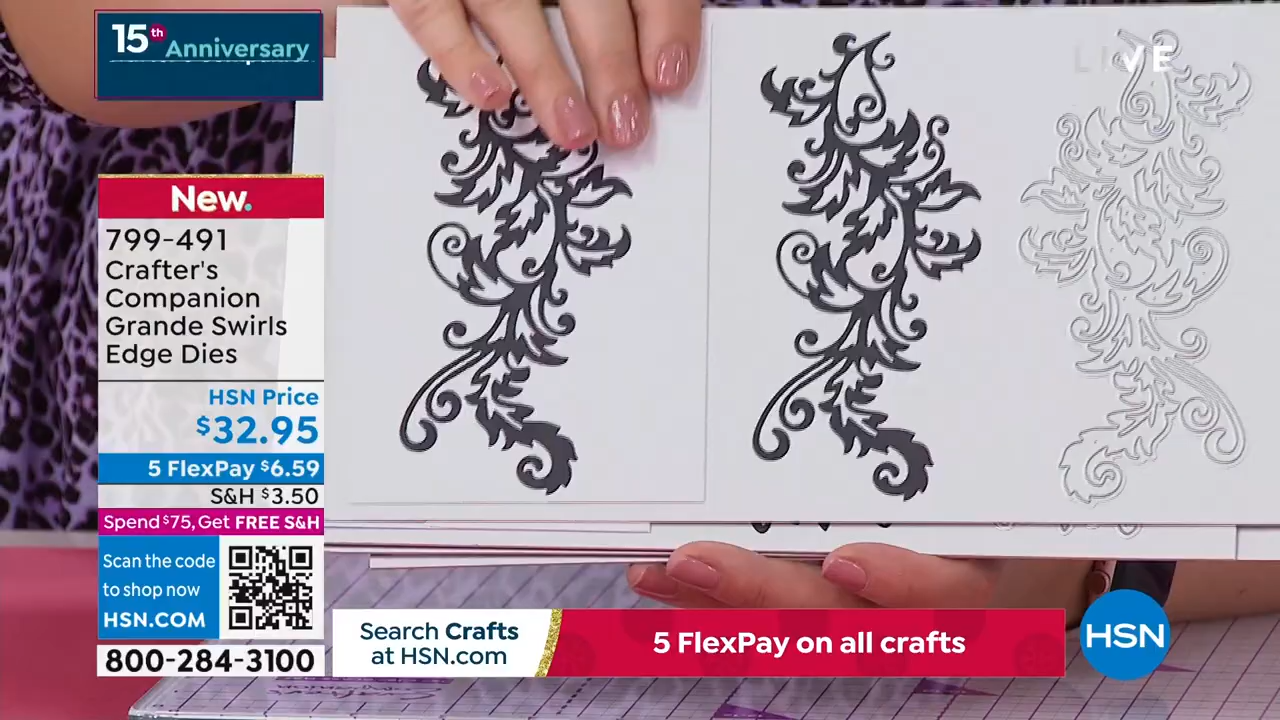 15th Anniversary
LIVE
New.
799-491
Crafter's
Companion
Grande Swirls
Edge Dies
HSN Price
$32.95
5 FlexPay $6.59
S&H $3.50
Spend $75, Get FREE S&H
Scan the code
to shop now
HSN.COM
800-284-3100
Search Crafts
at HSN.com
5 FlexPay on all crafts
HSN